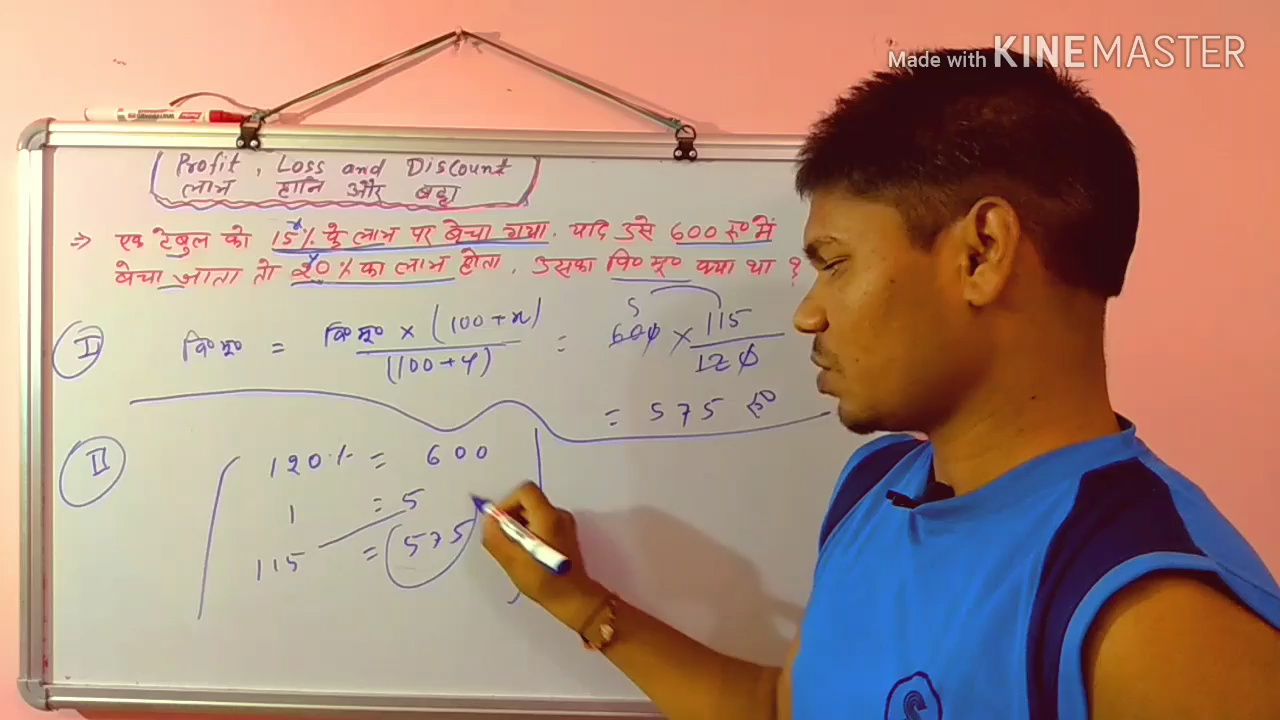 Made with KINEMASTER
Profit, Loss and Discount
लाभ हानि और बट्टा
⇒ एक टेबुल को 15% के लाभ पर बेचा गया. यदि उसे 600 रू० में
x
बेचा जाता तो 20% का लाभ होता. उसका वि० मू० क्या था ?
y
I वि० मू० = वि० मू० × (100+x) / (100+y) = 600 × 115 / 120
5
= 575 रू०
II 120% = 600
1 = 5
115 = 575